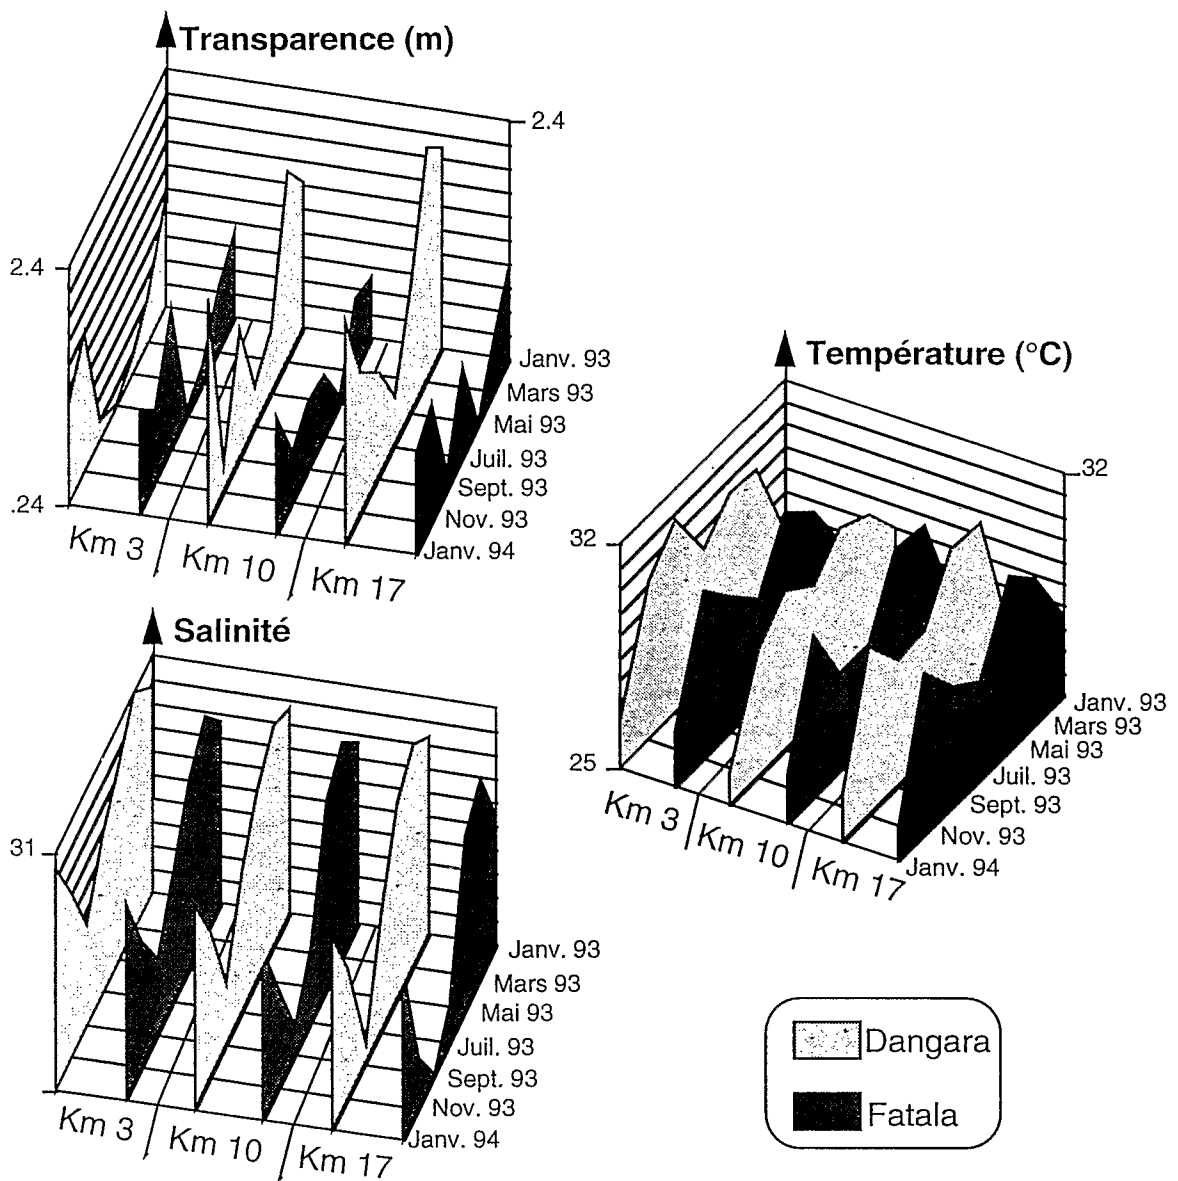 Transparence (m)
2.4
2.4
.24
Janv. 93
Mars 93
Mai 93
Juil. 93
Sept. 93
Nov. 93
Janv. 94
Km 3
Km 10
Km 17
Température (°C)
32
32
25
Janv. 93
Mars 93
Mai 93
Juil. 93
Sept. 93
Nov. 93
Janv. 94
Km 3
Km 10
Km 17
Salinité
31
Janv. 93
Mars 93
Mai 93
Juil. 93
Sept. 93
Nov. 93
Janv. 94
Km 3
Km 10
Km 17
Dangara
Fatala